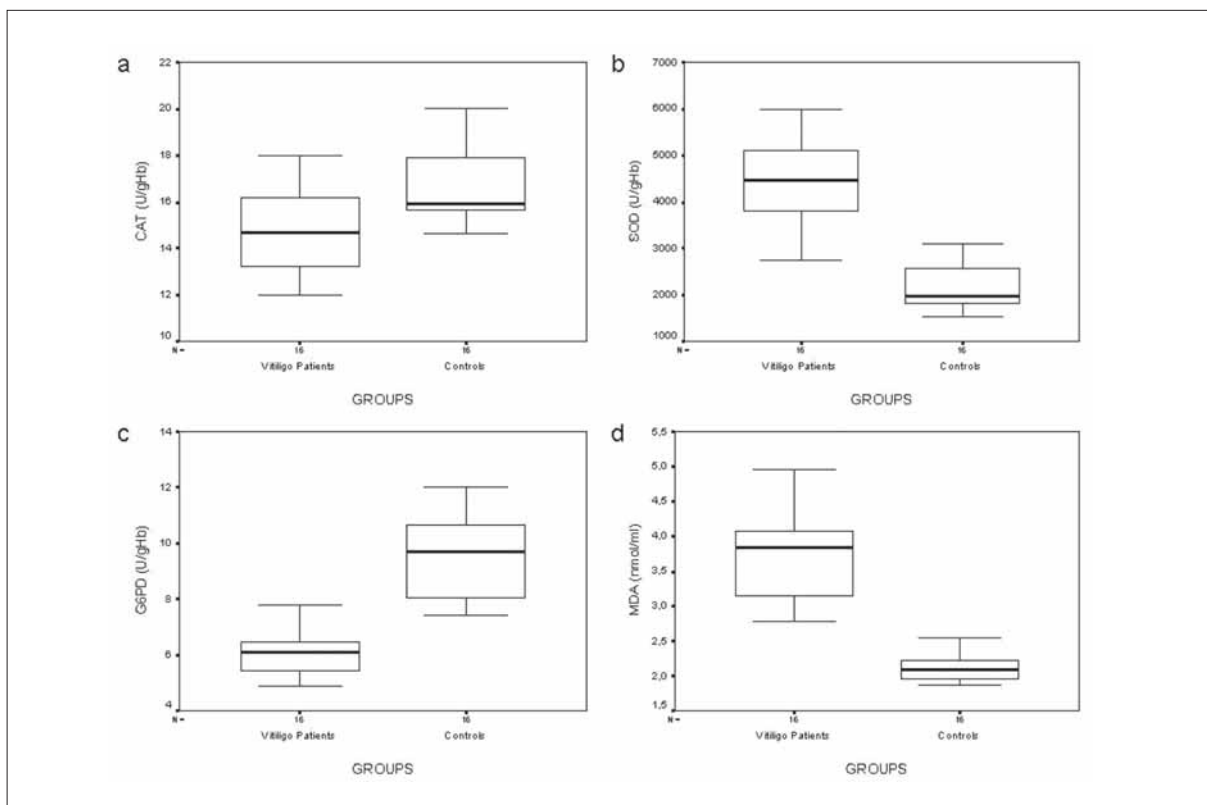 a
CAT (U/gHb)
22
20
18
16
14
12
10
N = 16 16
Vitiligo Patients Controls
GROUPS
b
SOD (U/gHb)
7000
6000
5000
4000
3000
2000
1000
N = 16 16
Vitiligo Patients Controls
GROUPS
c
G6PD (U/gHb)
14
12
10
8
6
4
N = 16 16
Vitiligo Patients Controls
GROUPS
d
MDA (nmol/ml)
5,5
5,0
4,5
4,0
3,5
3,0
2,5
2,0
1,5
N = 16 16
Vitiligo Patients Controls
GROUPS